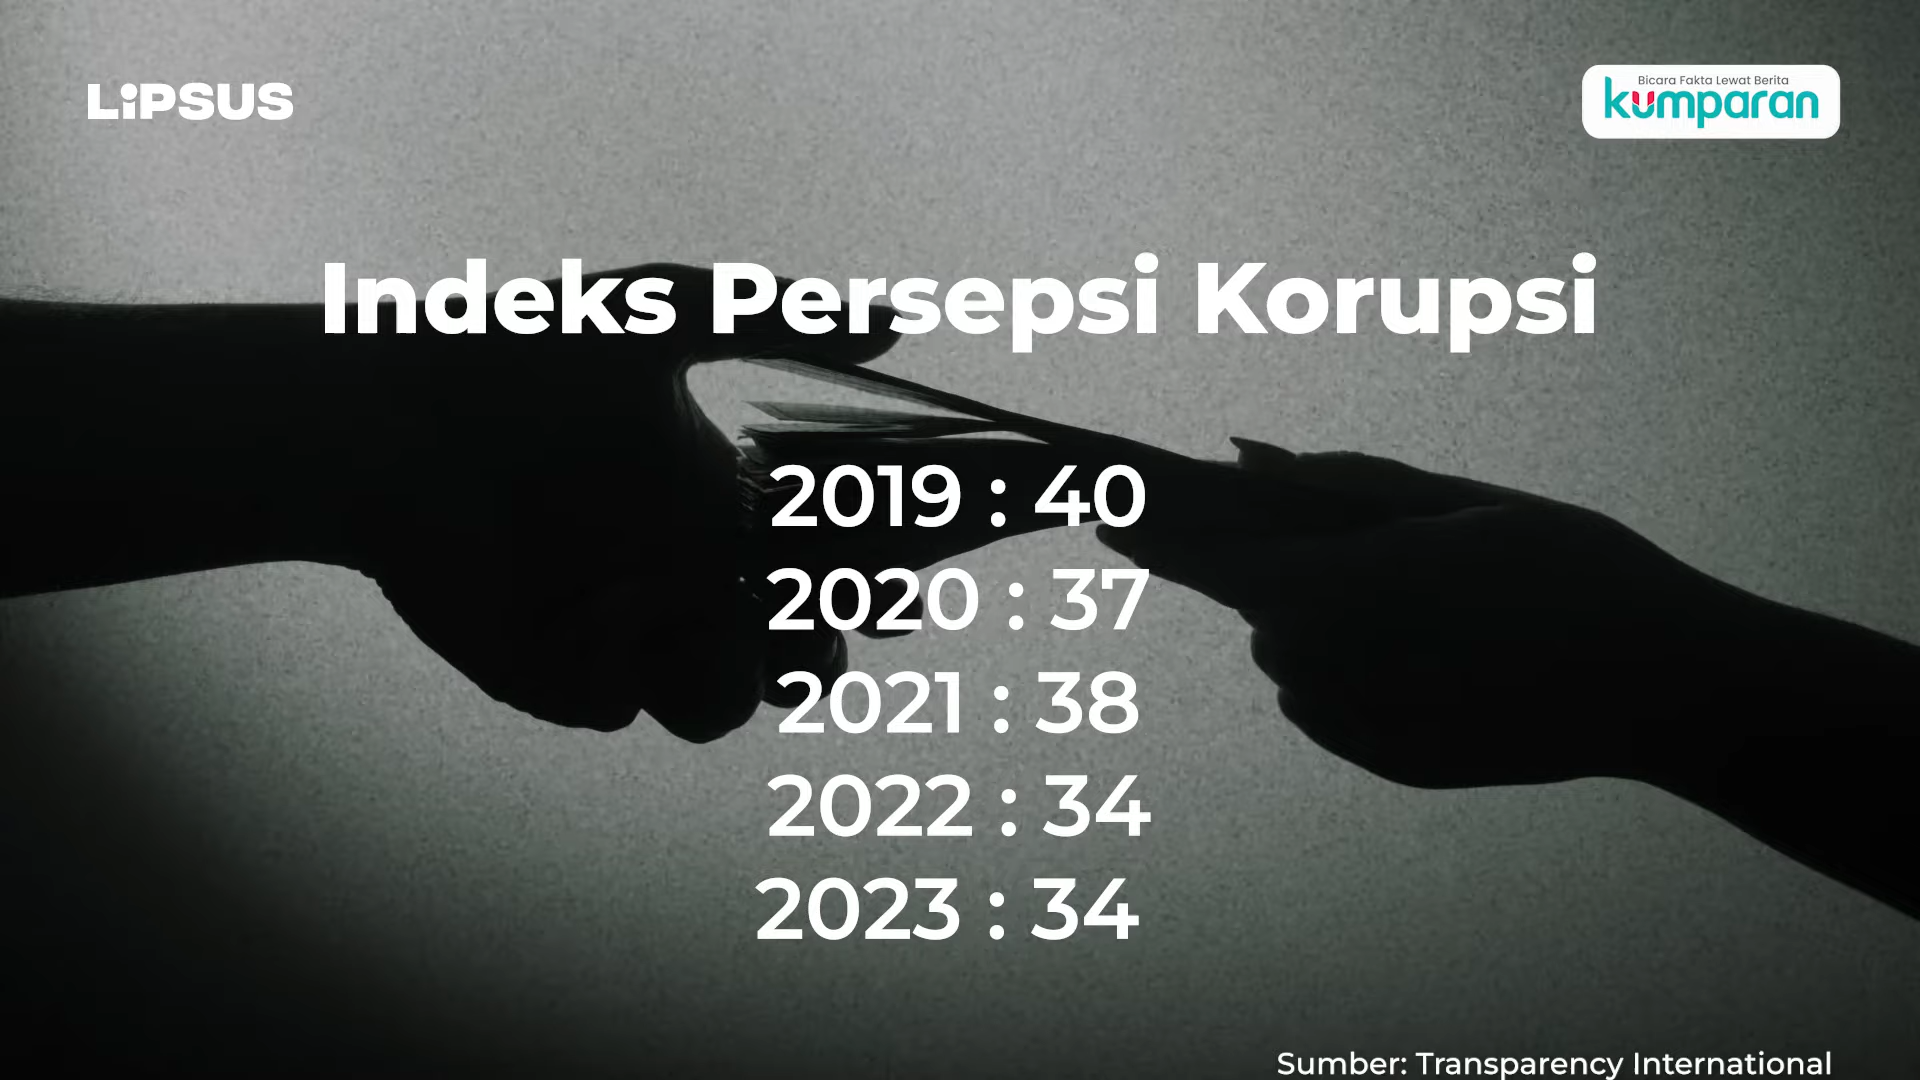 LiPSUS
Bicara Fakta Lewat Berita
kumparan
Indeks Persepsi Korupsi
2019 : 40
2020 : 37
2021 : 38
2022 : 34
2023 : 34
Sumber: Transparency International